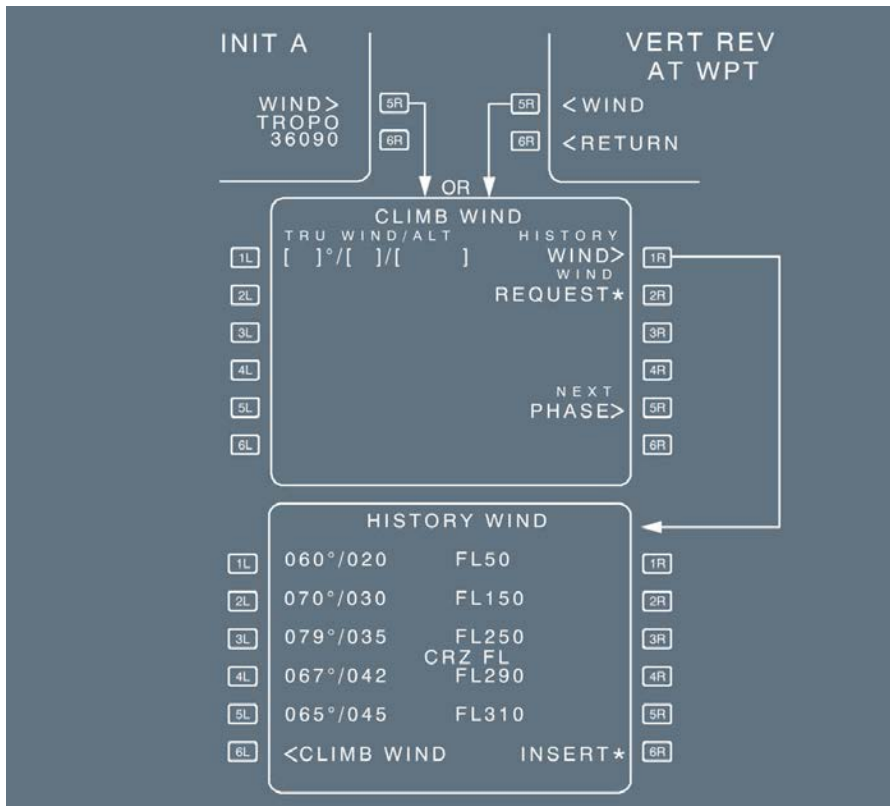 INIT A
WIND>
TROPO
36090
5R
6R
VERT REV
AT WPT
5R
<WIND
6R
<RETURN
OR
CLIMB WIND
TRU WIND/ALT HISTORY
1L [ ]°/[ ]/[ ] WIND> 1R
WIND
2L REQUEST* 2R
3L 3R
4L 4R
NEXT
5L PHASE> 5R
6L 6R
HISTORY WIND
1L 060°/020 FL50 1R
2L 070°/030 FL150 2R
3L 079°/035 FL250 3R
CRZ FL
4L 067°/042 FL290 4R
5L 065°/045 FL310 5R
6L <CLIMB WIND INSERT* 6R